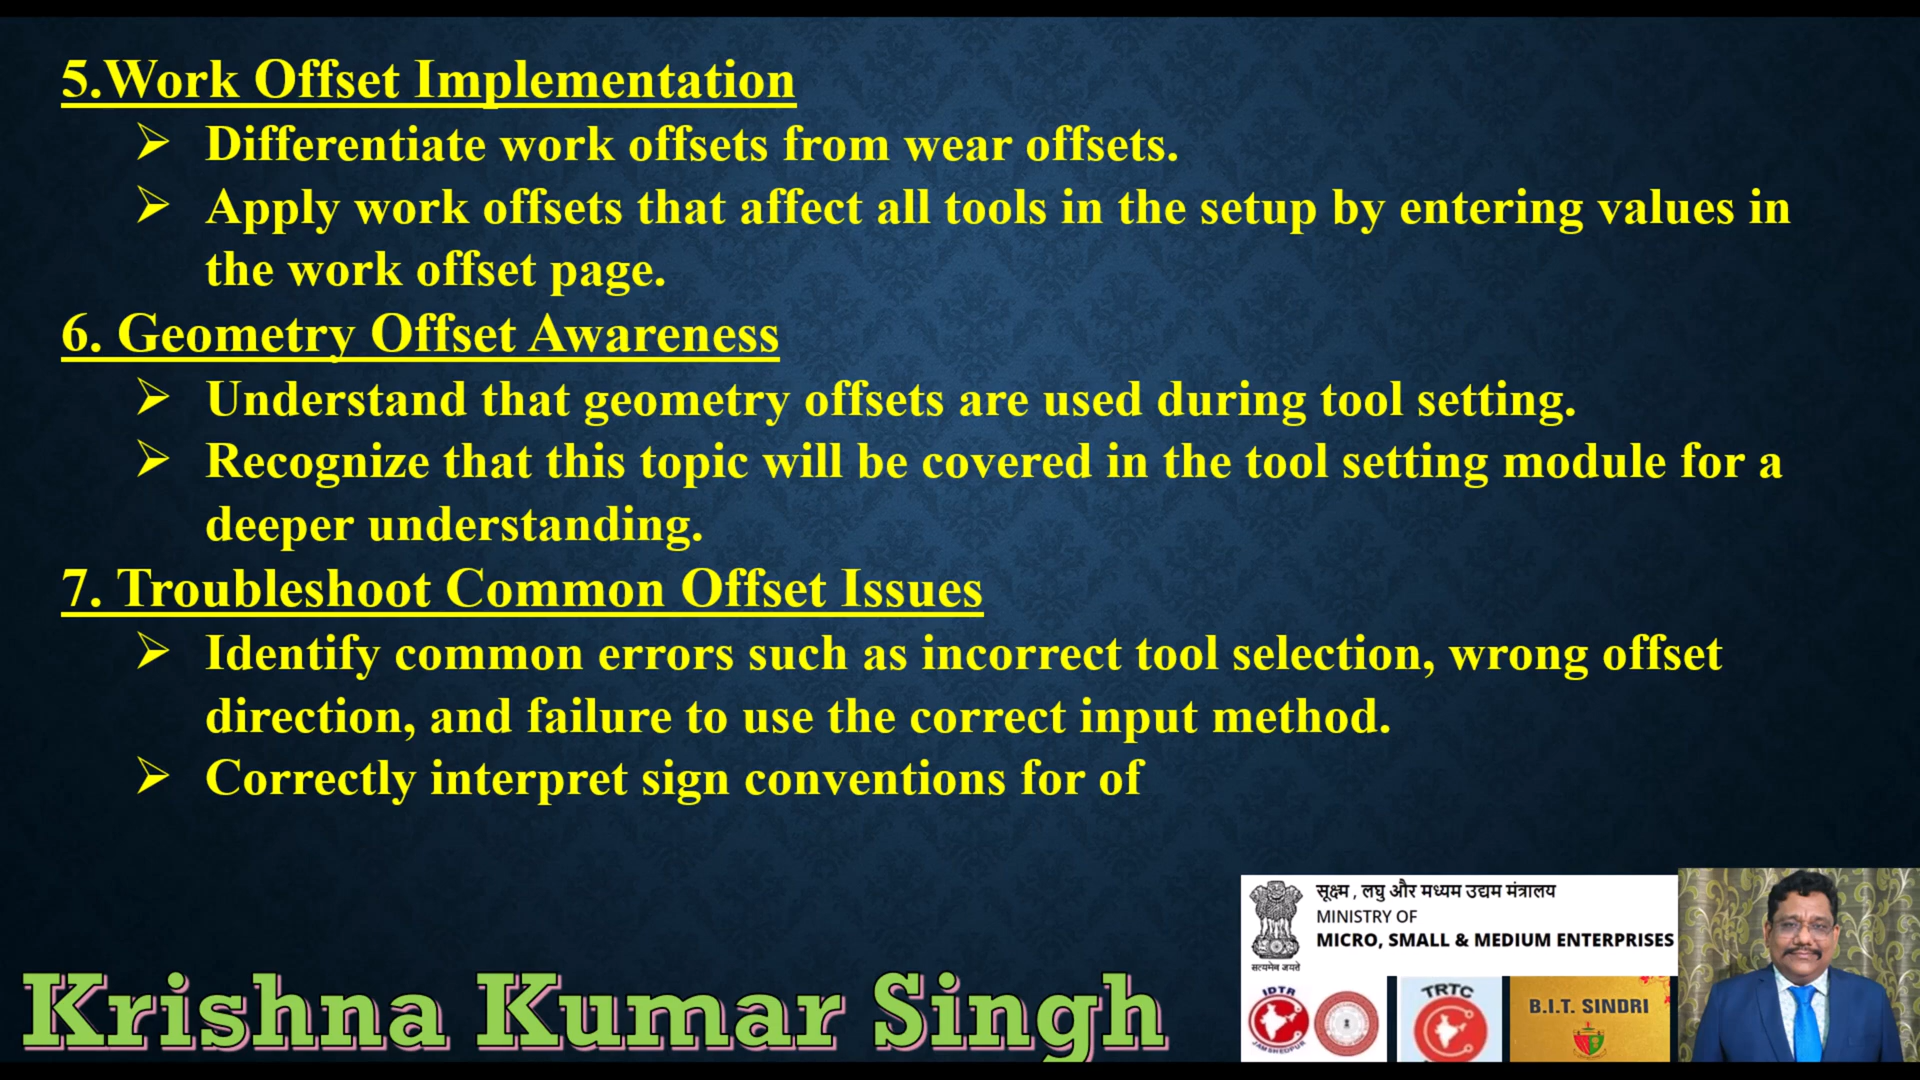 5.Work Offset Implementation
Differentiate work offsets from wear offsets.
Apply work offsets that affect all tools in the setup by entering values in
the work offset page.
6. Geometry Offset Awareness
Understand that geometry offsets are used during tool setting.
Recognize that this topic will be covered in the tool setting module for a
deeper understanding.
7. Troubleshoot Common Offset Issues
Identify common errors such as incorrect tool selection, wrong offset
direction, and failure to use the correct input method.
Correctly interpret sign conventions for of
सूक्ष्म , लघु और मध्यम उद्यम मंत्रालय
MINISTRY OF
MICRO, SMALL & MEDIUM ENTERPRISES
सत्यमेव जयते
Krishna Kumar Singh
IDTR
JAMSHEDPUR
TRTC
B.I.T. SINDRI